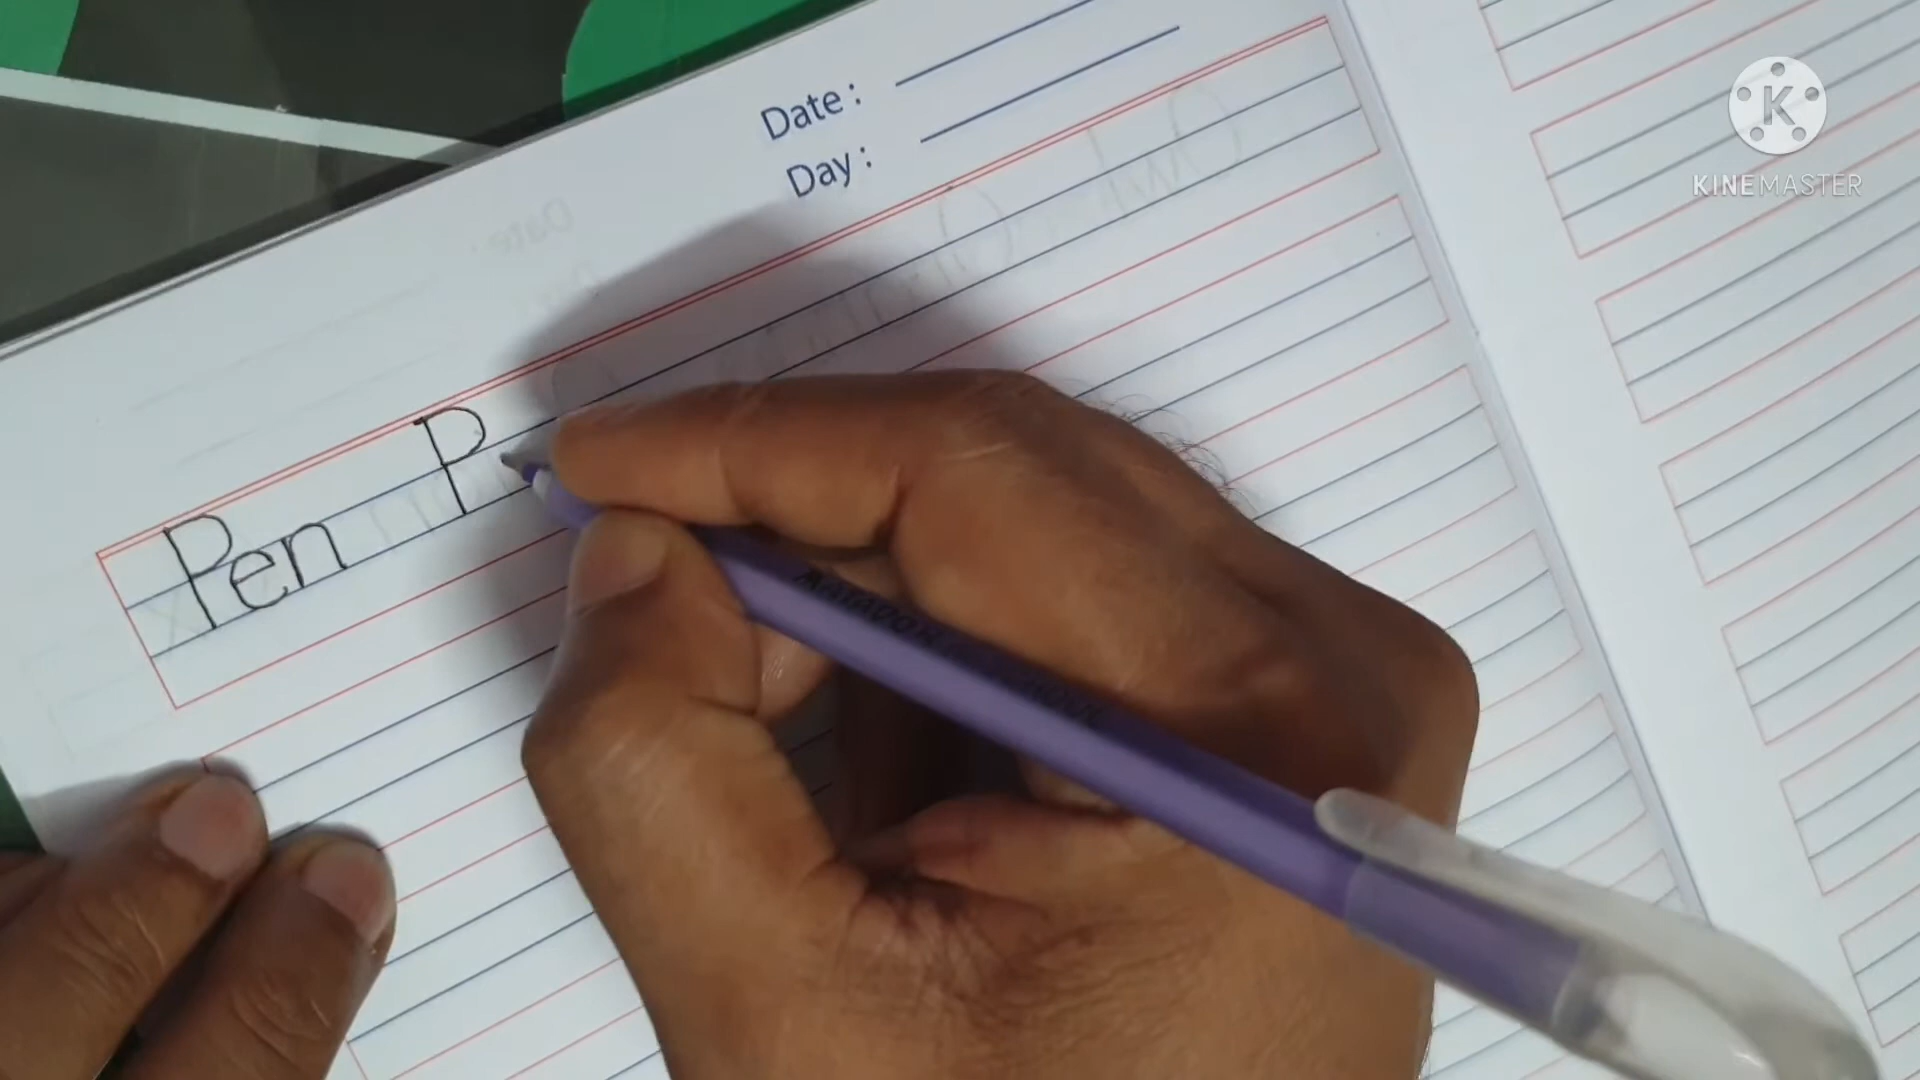 Date :
Day :
Pen P
K
KINEMASTER